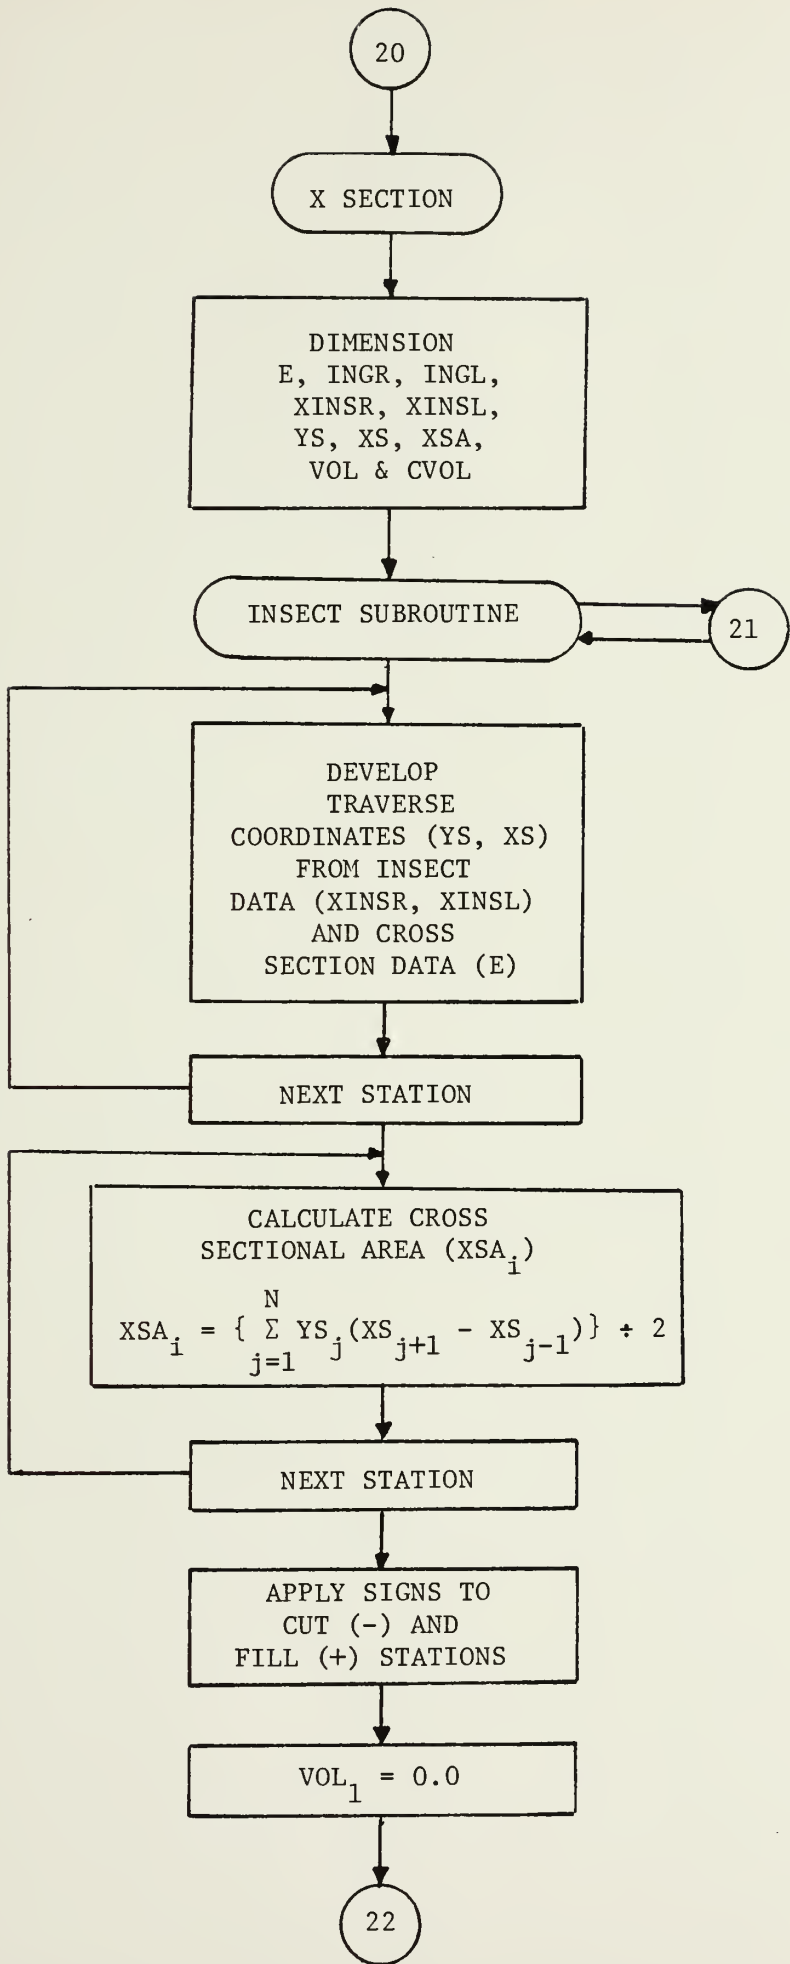 20
X SECTION
DIMENSION
E, INGR, INGL,
XINSR, XINSL,
YS, XS, XSA,
VOL & CVOL
INSECT SUBROUTINE
21
DEVELOP
TRAVERSE
COORDINATES (YS, XS)
FROM INSECT
DATA (XINSR, XINSL)
AND CROSS
SECTION DATA (E)
NEXT STATION
CALCULATE CROSS
SECTIONAL AREA (XSA_i)
XSA_i = { N Σ j=1 YS_j(XS_j+1 - XS_j-1)} ÷ 2
NEXT STATION
APPLY SIGNS TO
CUT (-) AND
FILL (+) STATIONS
VOL_1 = 0.0
22